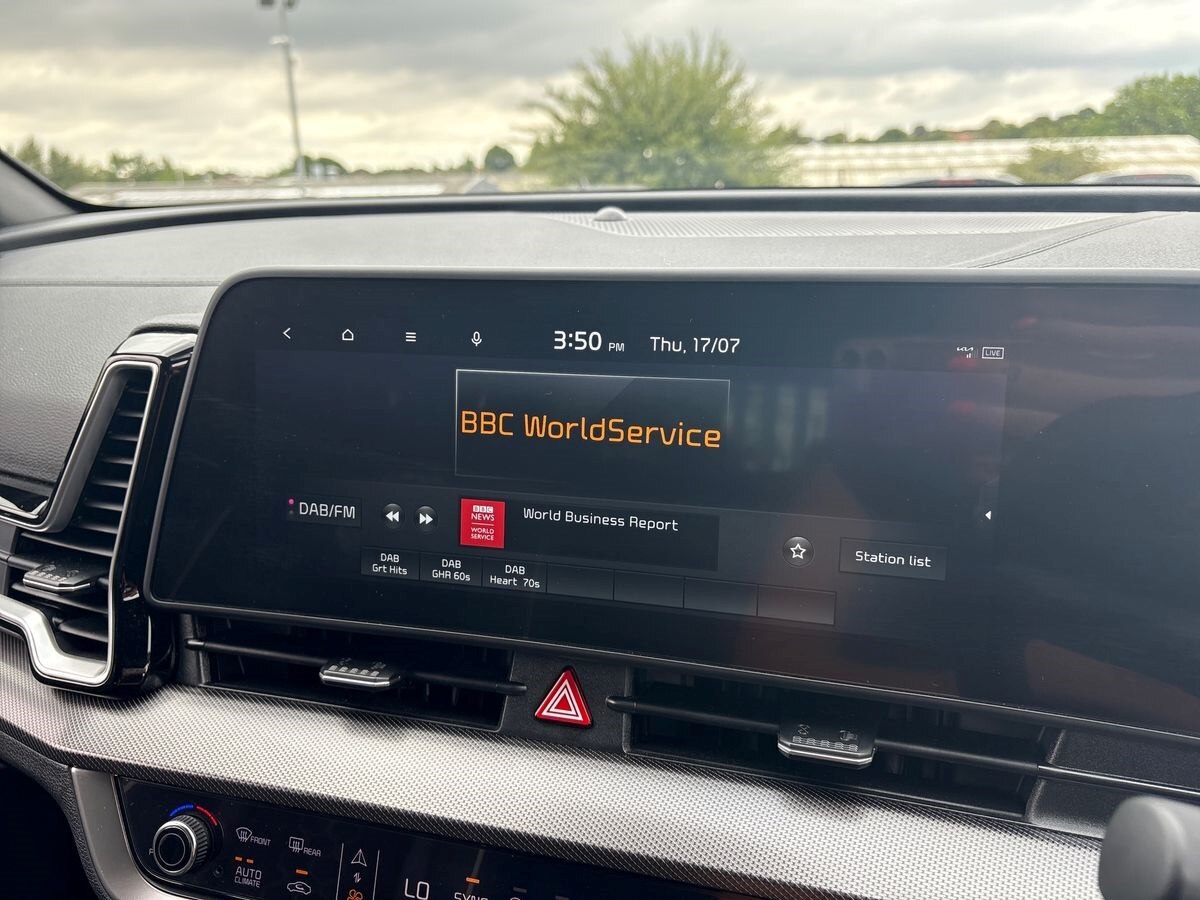 3:50 PM Thu, 17/07
LIVE
BBC WorldService
DAB/FM
BBC
NEWS
WORLD
SERVICE
World Business Report
Station list
DAB
Grt Hits
DAB
GHR 60s
DAB
Heart 70s
FRONT
REAR
AUTO
CLIMATE
LO
SYNC